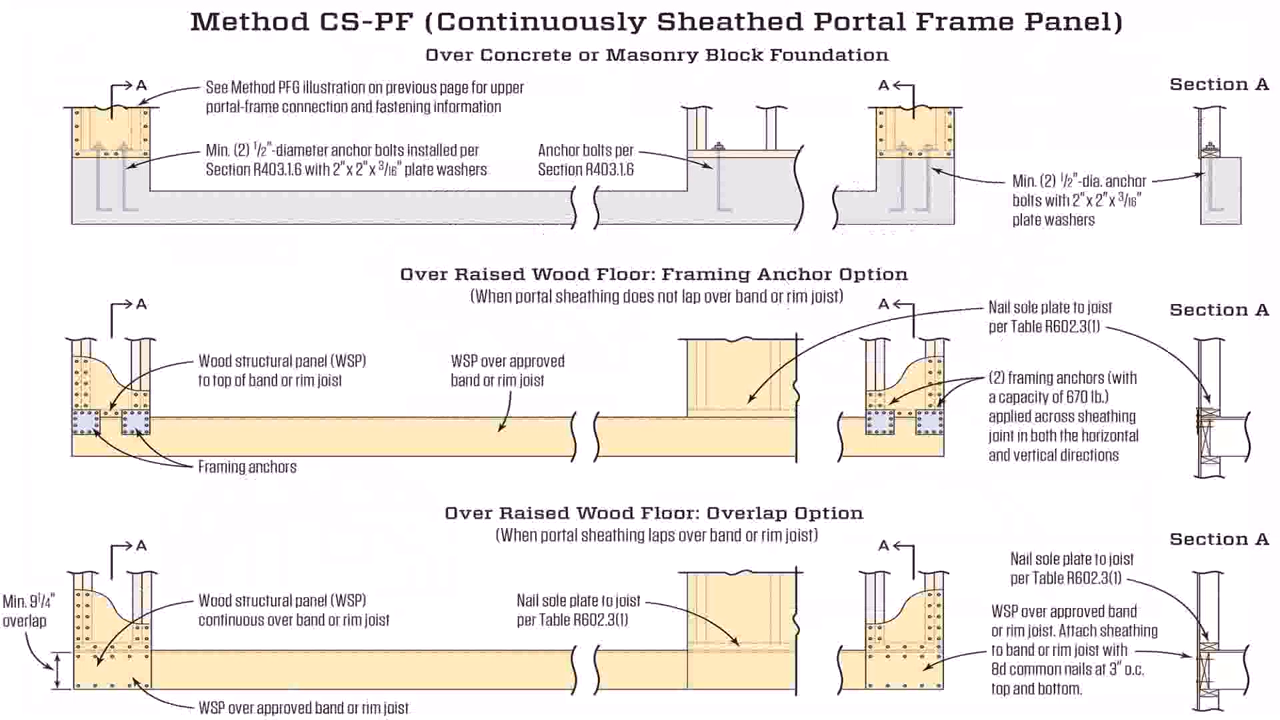 Method CS-PF (Continuously Sheathed Portal Frame Panel)
Over Concrete or Masonry Block Foundation
A
See Method PFG illustration on previous page for upper
portal-frame connection and fastening information
Min. (2) 1/2"-diameter anchor bolts installed per
Section R403.1.6 with 2"x 2"x 3/16" plate washers
Anchor bolts per
Section R403.1.6
A
Min. (2) 1/2"-dia. anchor
bolts with 2"x 2"x 3/16"
plate washers
Section A
Over Raised Wood Floor: Framing Anchor Option
(When portal sheathing does not lap over band or rim joist)
A
Wood structural panel (WSP)
to top of band or rim joist
WSP over approved
band or rim joist
Framing anchors
A
Nail sole plate to joist
per Table R602.3(1)
(2) framing anchors (with
a capacity of 670 lb.)
applied across sheathing
joint in both the horizontal
and vertical directions
Section A
Over Raised Wood Floor: Overlap Option
(When portal sheathing laps over band or rim joist)
A
Min. 9 1/4"
overlap
Wood structural panel (WSP)
continuous over band or rim joist
WSP over approved band or rim joist
Nail sole plate to joist
per Table R602.3(1)
A
Nail sole plate to joist
per Table R602.3(1)
WSP over approved band
or rim joist. Attach sheathing
to band or rim joist with
8d common nails at 3" o.c.
top and bottom.
Section A